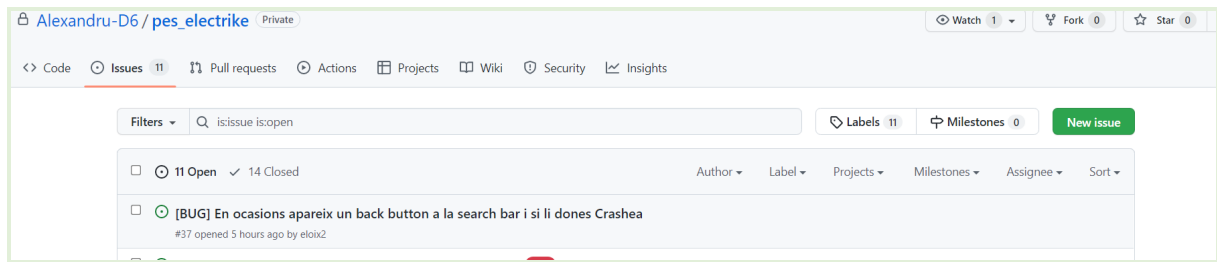 Alexandru-D6 / pes_electrike Private Watch 1 Fork 0 Star 0
Code Issues 11 Pull requests Actions Projects Wiki Security Insights
Filters is:issue is:open Labels 11 Milestones 0 New issue
11 Open 14 Closed Author Label Projects Milestones Assignee Sort
[BUG] En ocasions apareix un back button a la search bar i si li dones Crashea
#37 opened 5 hours ago by eloix2